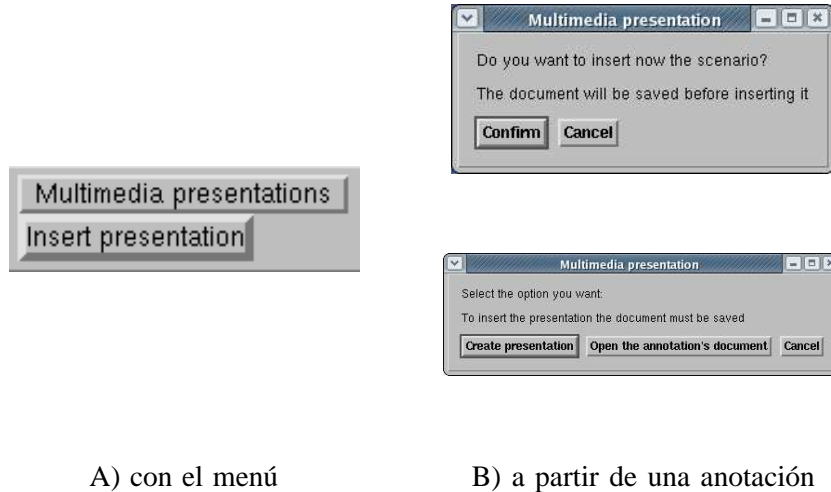 Multimedia presentations
Insert presentation
Multimedia presentation
Do you want to insert now the scenario?
The document will be saved before inserting it
Confirm Cancel
Multimedia presentation
Select the option you want:
To insert the presentation the document must be saved
Create presentation Open the annotation's document Cancel
A) con el menú
B) a partir de una anotación